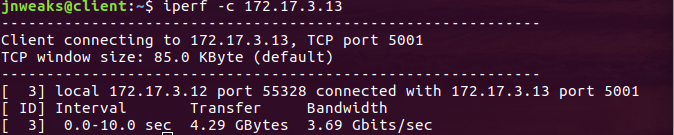 jnweaks@client:~$ iperf -c 172.17.3.13
------------------------------------------------------------
Client connecting to 172.17.3.13, TCP port 5001
TCP window size: 85.0 KByte (default)
------------------------------------------------------------
[  3] local 172.17.3.12 port 55328 connected with 172.17.3.13 port 5001
[ ID] Interval       Transfer     Bandwidth
[  3]  0.0-10.0 sec  4.29 GBytes  3.69 Gbits/sec